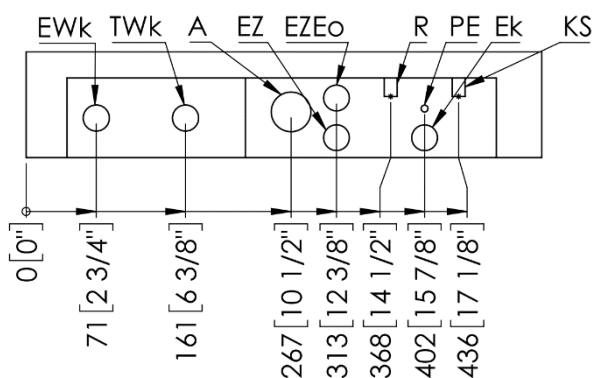 EWk TWk A EZ EZEo R PE Ek KS
0 [0"]
71 [2 3/4"]
161 [6 3/8"]
267 [10 1/2"]
313 [12 3/8"]
368 [14 1/2"]
402 [15 7/8"]
436 [17 1/8"]